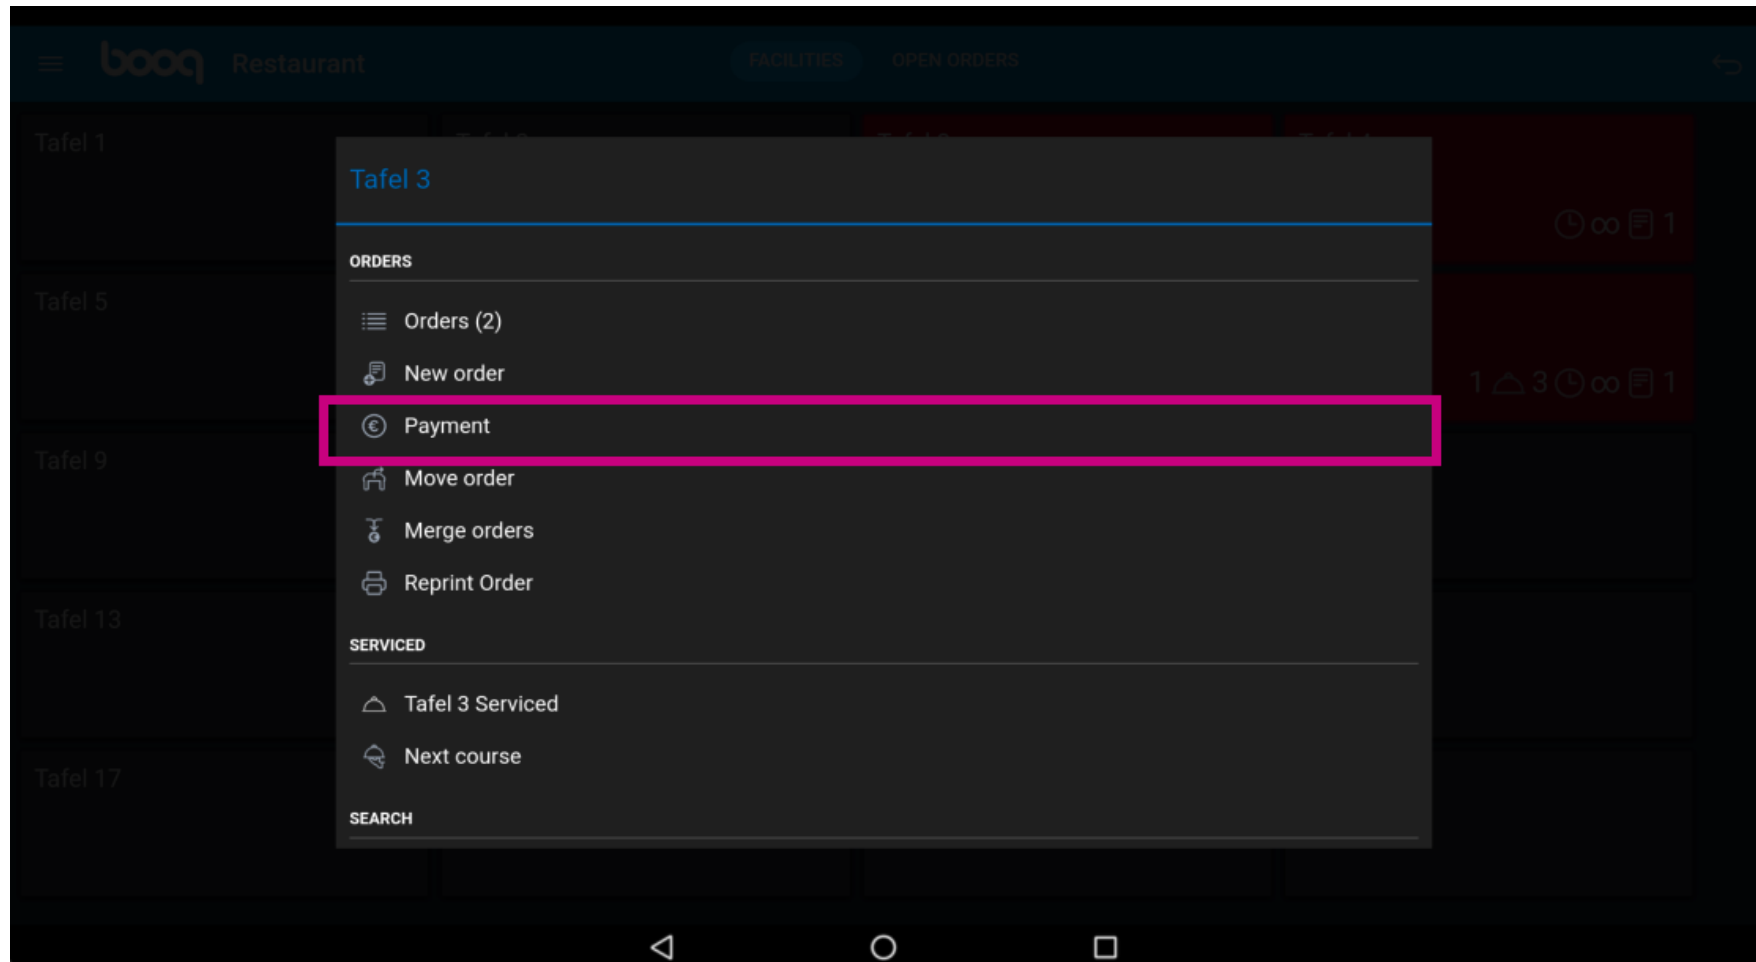 booq Restaurant FACILITIES OPEN ORDERS
Tafel 1
Tafel 3
∞ 1
ORDERS
Tafel 5
Orders (2)
New order
1 3 ∞ 1
Payment
Tafel 9
Move order
Merge orders
Reprint Order
Tafel 13
SERVICED
Tafel 3 Serviced
Next course
Tafel 17
SEARCH